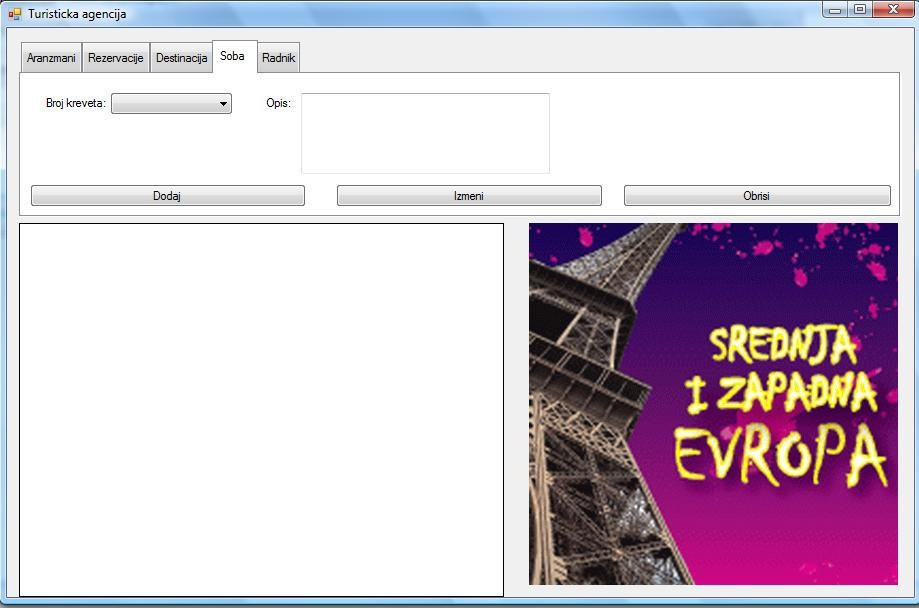 Turisticka agencija
Aranzmani Rezervacije Destinacija Soba Radnik
Broj kreveta: Opis:
Dodaj Izmeni Obrisi
SREDNJA
I ZAPADNA
EVROPA